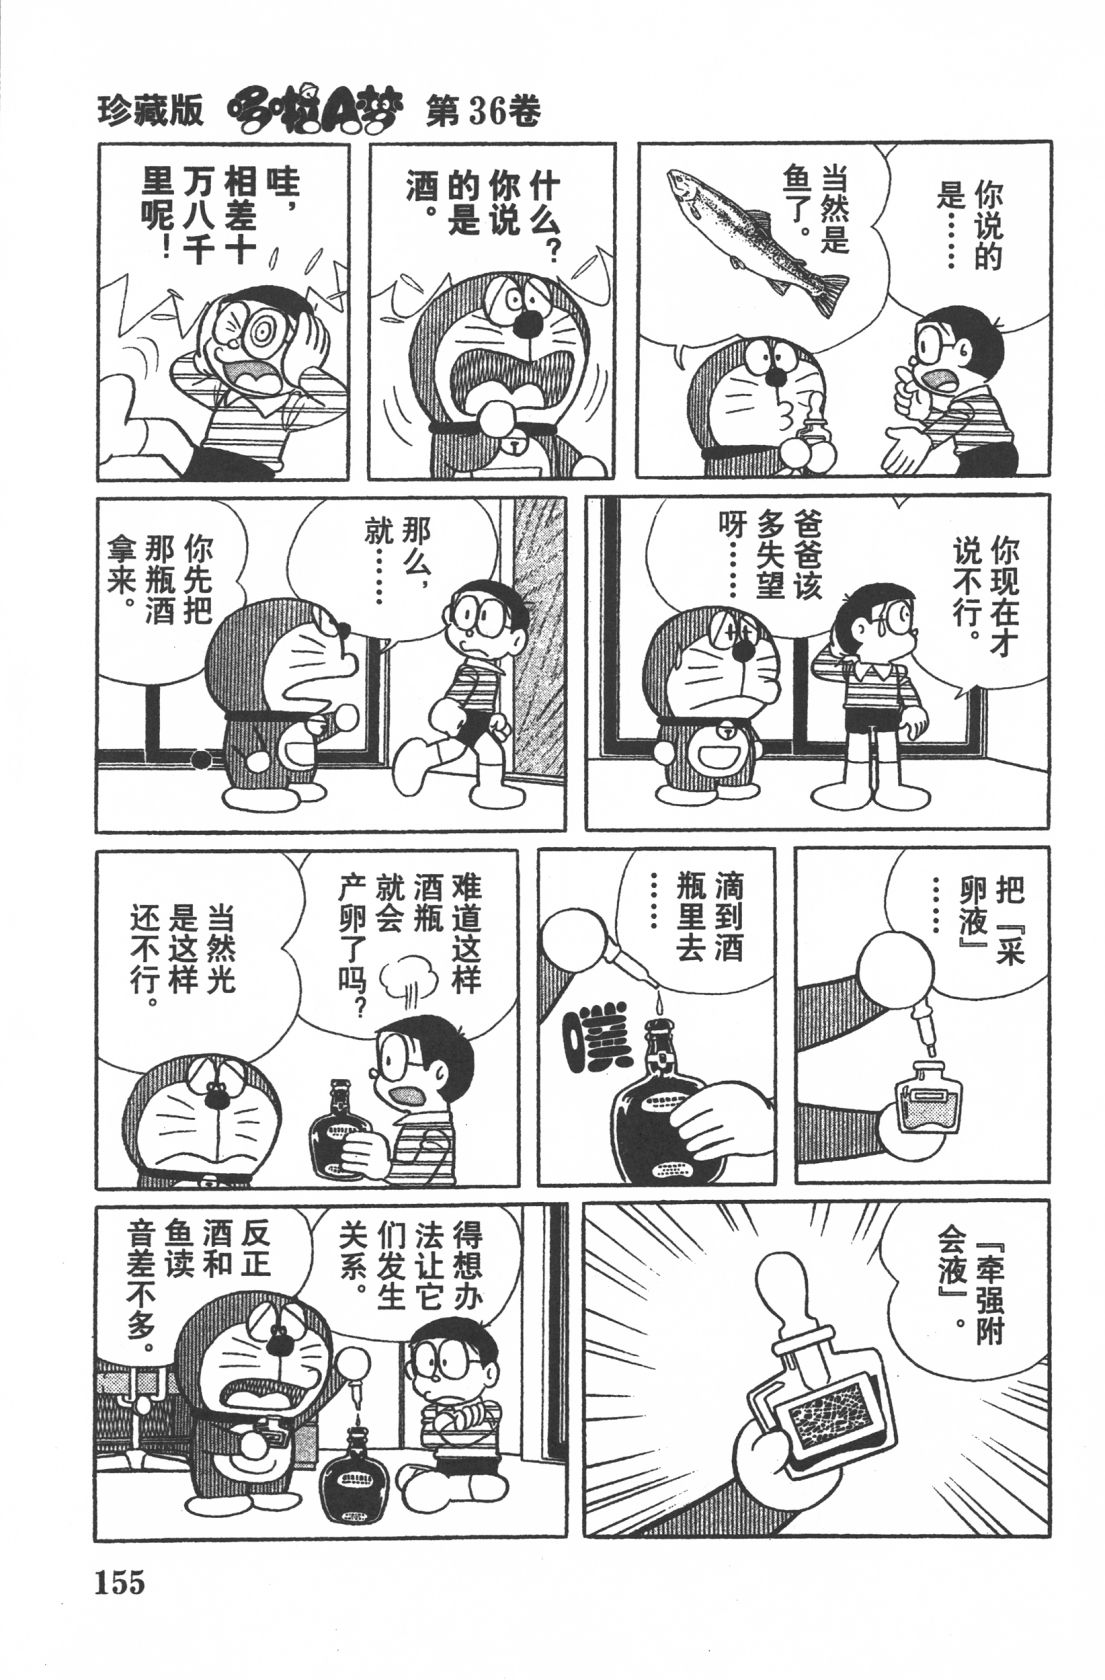 珍藏版 哆啦A梦 第36卷
你说的
是……
当然是
鱼了。
什么？
你说
的是
酒。
哇，
相差十
万八千
里呢！
你现在才
说不行。
爸爸该
多失望
呀……
那么，
就……
你先把
那瓶酒
拿来。
把『采
卵液』
……
滴到酒
瓶里去
……
嘿
难道这样
酒瓶
就会
产卵了吗？
当然光
是这样
还不行。
『牵强附
会液』。
得想办
法让它
们发生
关系。
反正
酒和
鱼读
音差不多。
155